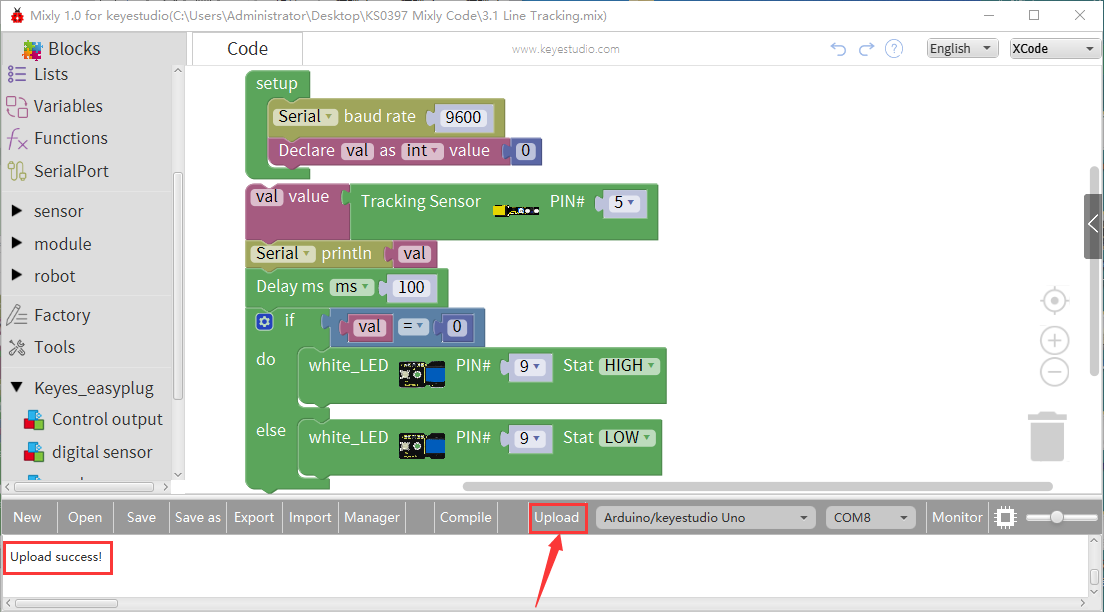 Mixly 1.0 for keyestudio(C:\Users\Administrator\Desktop\KS0397 Mixly Code\3.1 Line Tracking.mix)
Blocks
Code
www.keyestudio.com
English
XCode
Lists
Variables
Functions
SerialPort
sensor
module
robot
Factory
Tools
Keyes_easyplug
Control output
digital sensor
setup
Serial baud rate 9600
Declare val as int value 0
val value Tracking Sensor PIN# 5
Serial println val
Delay ms ms 100
if val = 0
do white_LED PIN# 9 Stat HIGH
else white_LED PIN# 9 Stat LOW
New Open Save Save as Export Import Manager Compile Upload Arduino/keyestudio Uno COM8 Monitor
Upload success!